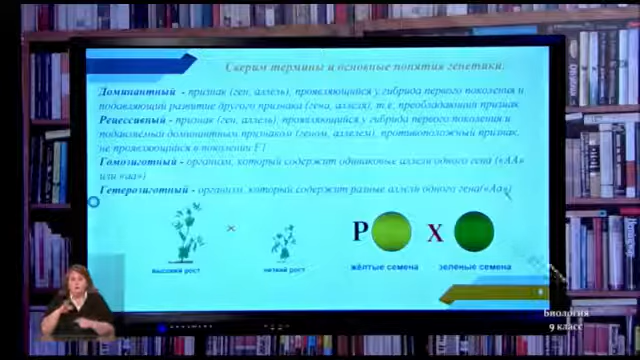 Сверим термины и основные понятия генетики.
Доминантный - признак (ген, аллель), проявляющийся у гибрида первого поколения и
подавляющий развитие другого признака (гена, аллеля), т.е. преобладающий признак
Рецессивный - признак (ген, аллель), проявляющийся у гибрида первого поколения и
подавляемый доминантным признаком (геном, аллелем), противоположный признак,
не проявляющийся в поколении F1
Гомозиготный - организм, который содержит одинаковые аллели одного гена («АА»
или «аа»)
Гетерозиготный - организм, который содержит разные аллели одного гена(«Аа»)
×
P X
высокий рост
низкий рост
жёлтые семена
зеленые семена
Биология
9 класс